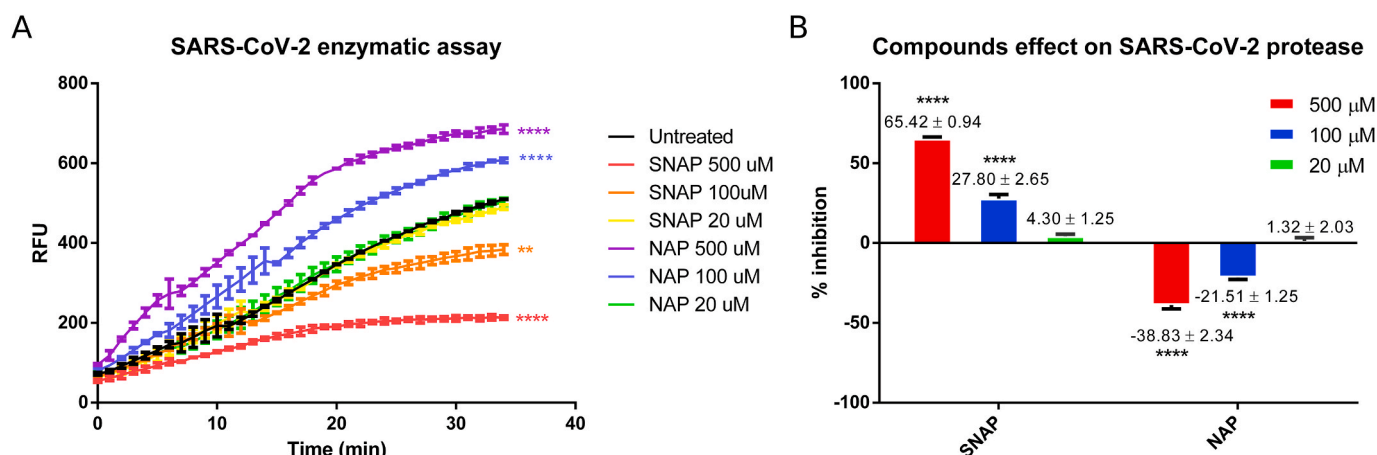 A
SARS-CoV-2 enzymatic assay
800
600
400
200
0
RFU
0 10 20 30 40
Time (min)
****
****
**
****
Untreated
SNAP 500 uM
SNAP 100uM
SNAP 20 uM
NAP 500 uM
NAP 100 uM
NAP 20 uM
B
Compounds effect on SARS-CoV-2 protease
100
50
0
-50
-100
% inhibition
****
65.42 ± 0.94
****
27.80 ± 2.65
4.30 ± 1.25
1.32 ± 2.03
-21.51 ± 1.25
****
-38.83 ± 2.34
****
500 μM
100 μM
20 μM
SNAP
NAP